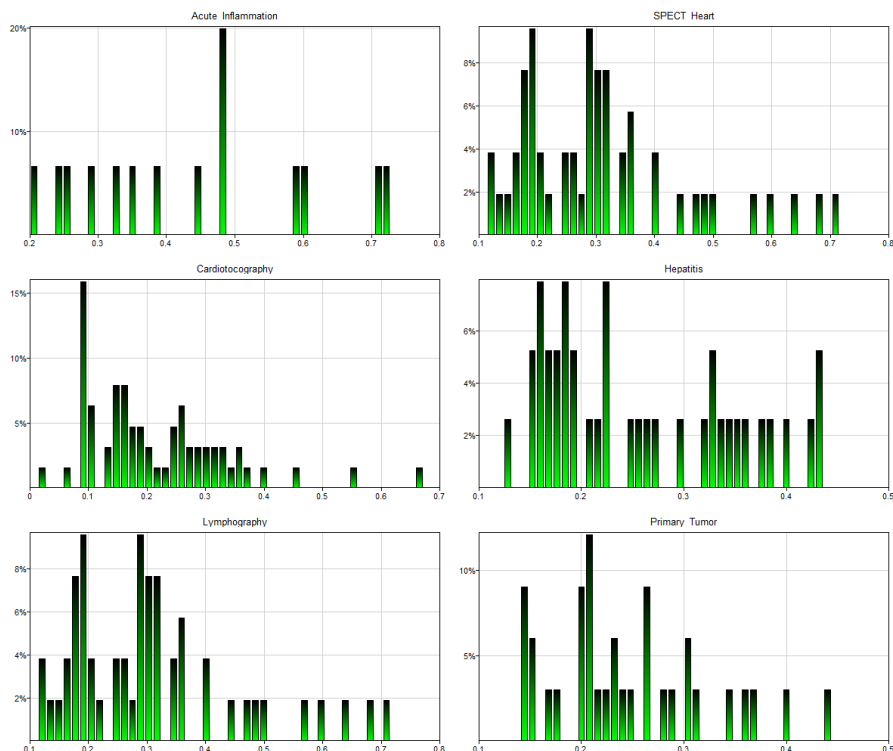 Acute Inflammation
20%
10%
0.2 0.3 0.4 0.5 0.6 0.7 0.8
SPECT Heart
8%
6%
4%
2%
0.1 0.2 0.3 0.4 0.5 0.6 0.7 0.8
Cardiotocography
15%
10%
5%
0 0.1 0.2 0.3 0.4 0.5 0.6 0.7
Hepatitis
6%
4%
2%
0.1 0.2 0.3 0.4 0.5
Lymphography
8%
6%
4%
2%
0.1 0.2 0.3 0.4 0.5 0.6 0.7 0.8
Primary Tumor
10%
5%
0.1 0.2 0.3 0.4 0.5